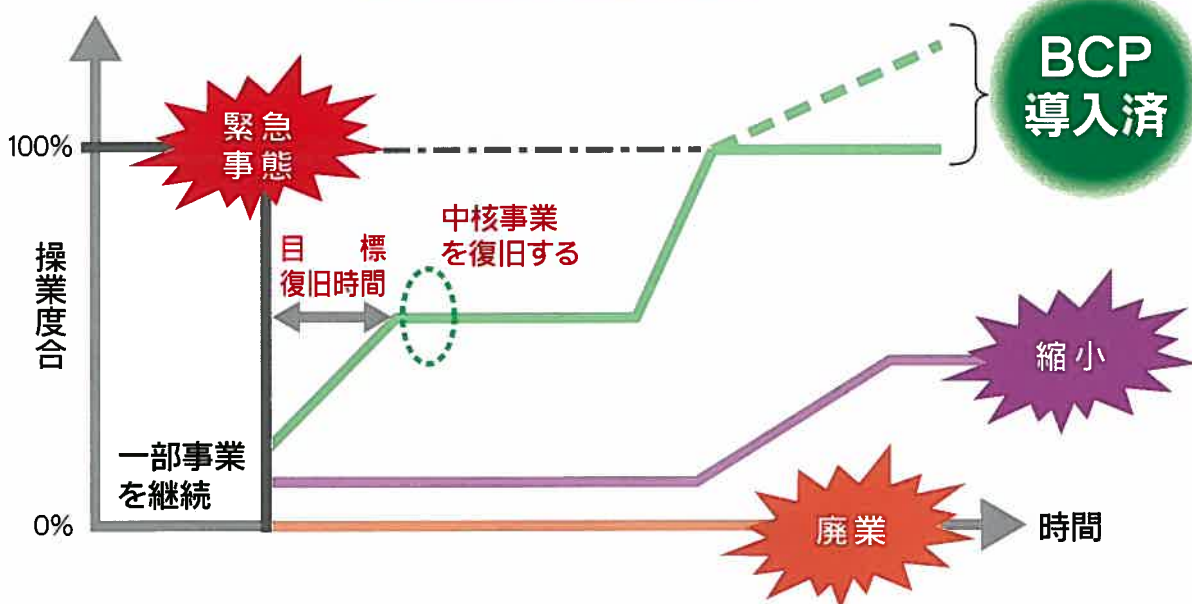 BCP
導入済
緊急
事態
100%
中核事業
を復旧する
目標
復旧時間
操業度合
縮小
一部事業
を継続
廃業
0%
時間